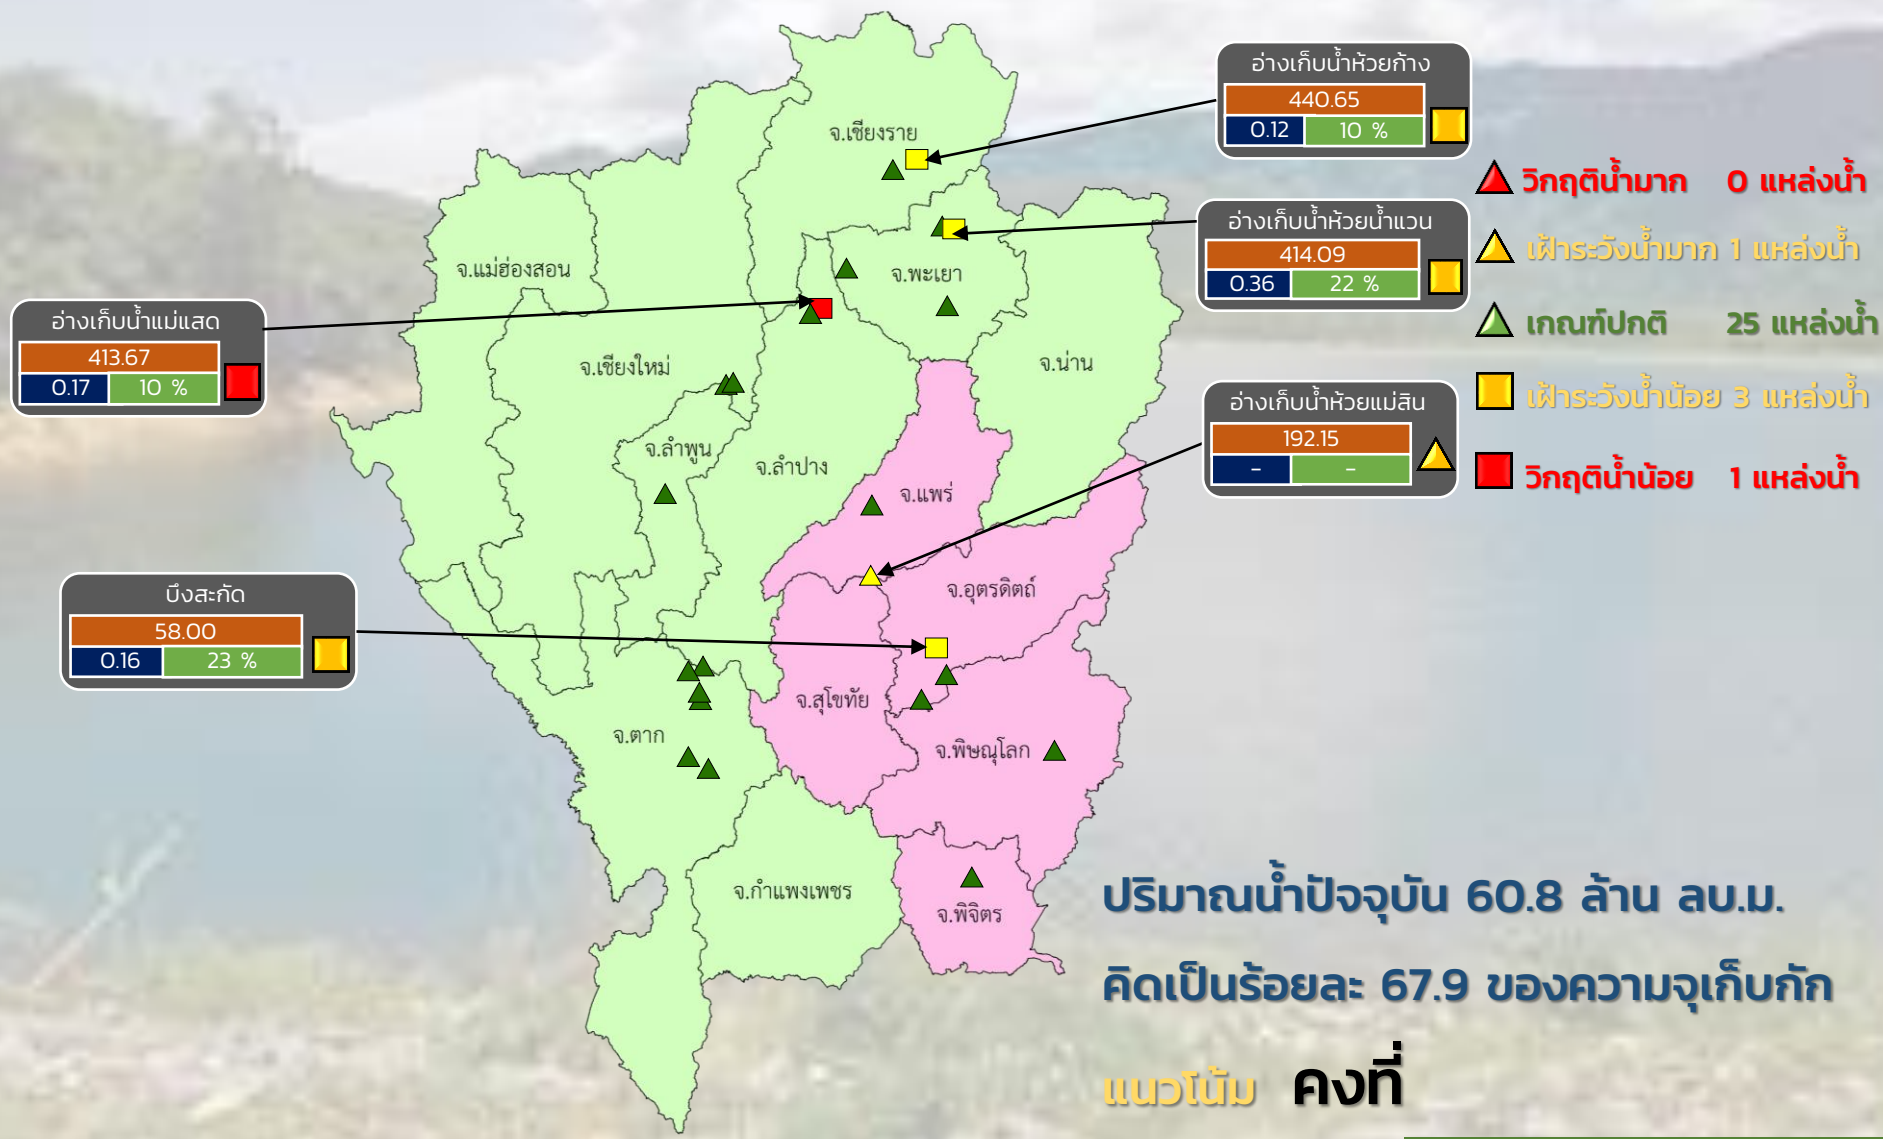 อ่างเก็บน้ำห้วยก้าง
440.65
0.12 10 %
อ่างเก็บน้ำห้วยน้ำแวน
414.09
0.36 22 %
อ่างเก็บน้ำแม่แสด
413.67
0.17 10 %
อ่างเก็บน้ำห้วยแม่สิน
192.15
- -
บึงสะกัด
58.00
0.16 23 %
วิกฤติน้ำมาก 0 แหล่งน้ำ
เฝ้าระวังน้ำมาก 1 แหล่งน้ำ
เกณฑ์ปกติ 25 แหล่งน้ำ
เฝ้าระวังน้ำน้อย 3 แหล่งน้ำ
วิกฤติน้ำน้อย 1 แหล่งน้ำ
จ.เชียงราย
จ.แม่ฮ่องสอน
จ.พะเยา
จ.เชียงใหม่
จ.น่าน
จ.ลำพูน
จ.ลำปาง
จ.แพร่
จ.อุตรดิตถ์
จ.สุโขทัย
จ.ตาก
จ.พิษณุโลก
จ.กำแพงเพชร
จ.พิจิตร
ปริมาณน้ำปัจจุบัน 60.8 ล้าน ลบ.ม.
คิดเป็นร้อยละ 67.9 ของความจุเก็บกัก
แนวโน้ม คงที่